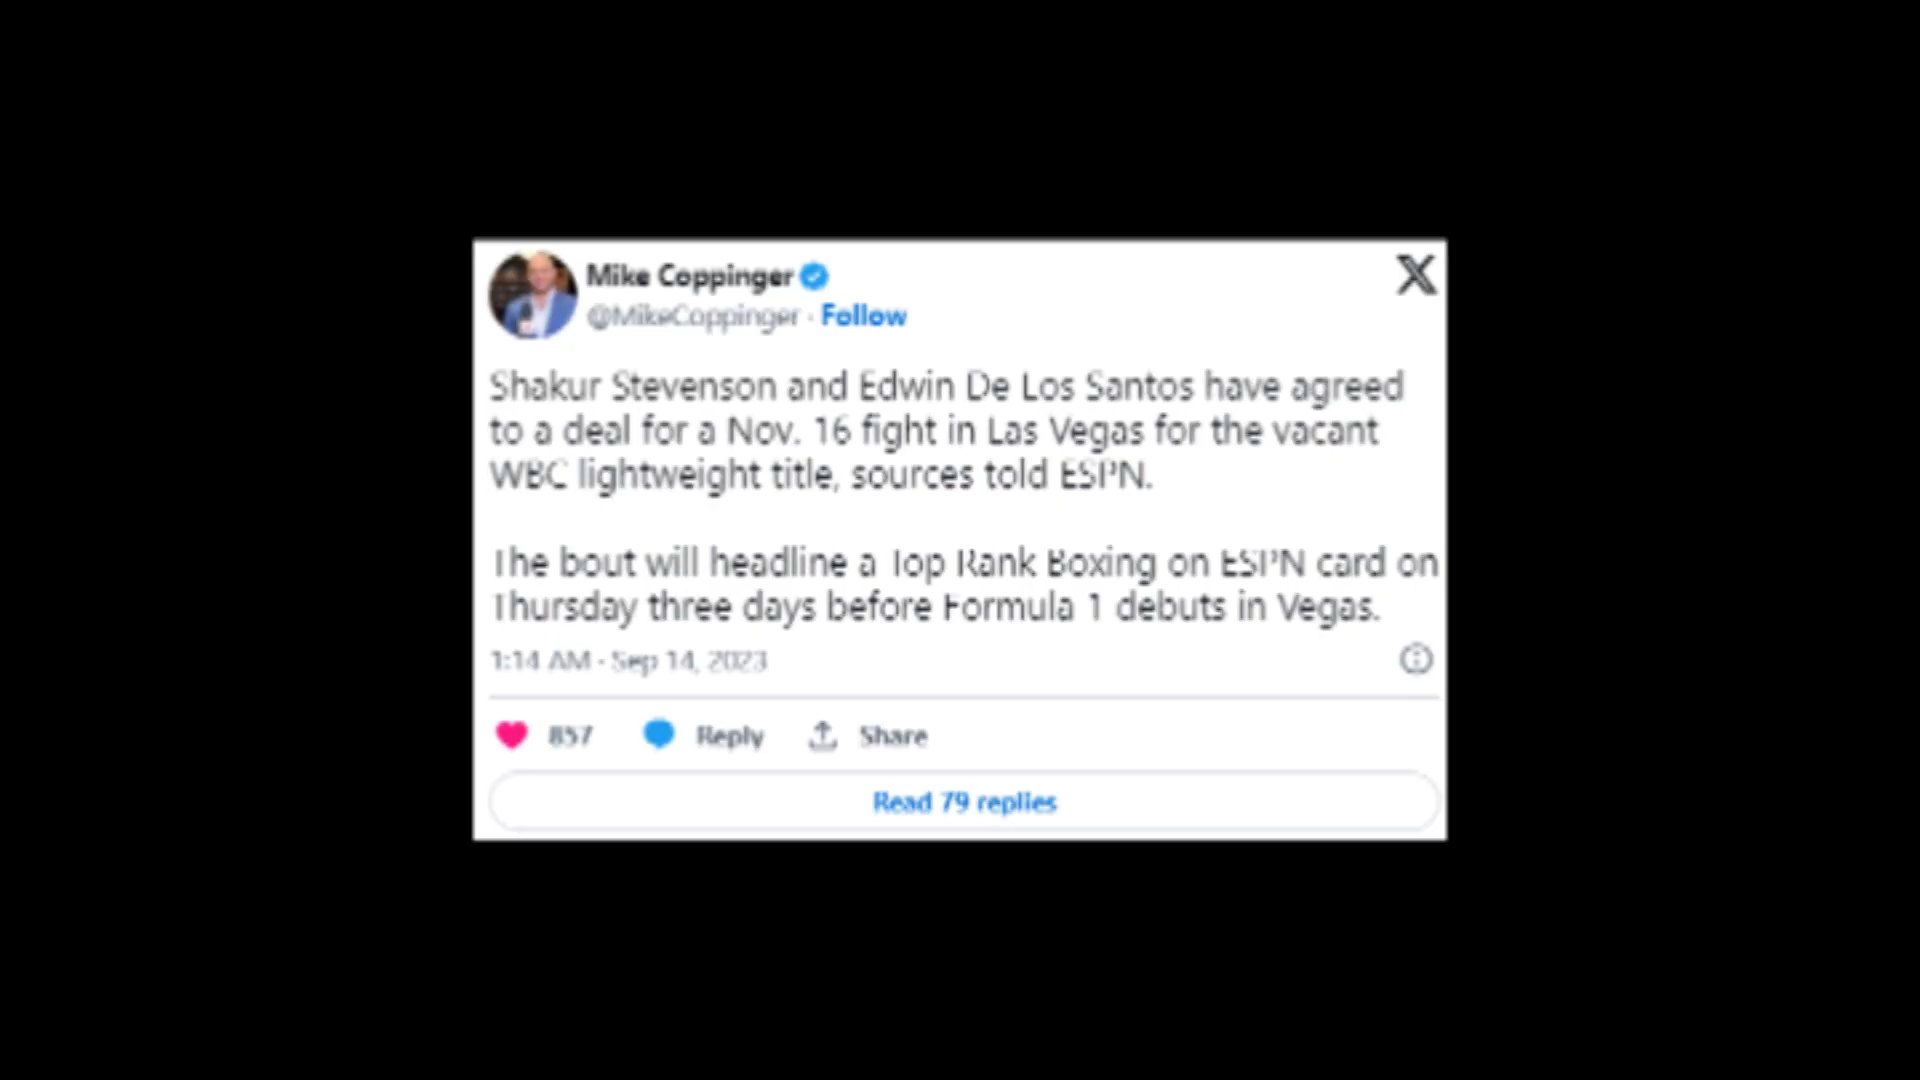 Mike Coppinger
@MikeCoppinger · Follow
Shakur Stevenson and Edwin De Los Santos have agreed
to a deal for a Nov. 16 fight in Las Vegas for the vacant
WBC lightweight title, sources told ESPN.
The bout will headline a Top Rank Boxing on ESPN card on
Thursday three days before Formula 1 debuts in Vegas.
1:14 AM · Sep 14, 2023
857 Reply Share
Read 79 replies